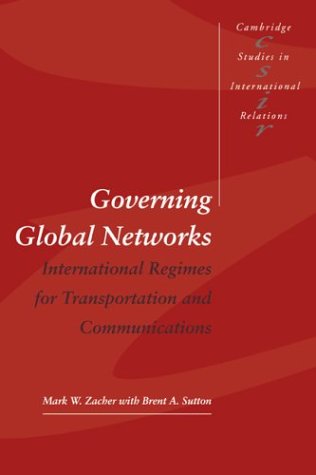 Cambridge
Studies in
International
Relations
csir
Governing
Global Networks
International Regimes
for Transportation and
Communications
Mark W. Zacher with Brent A. Sutton